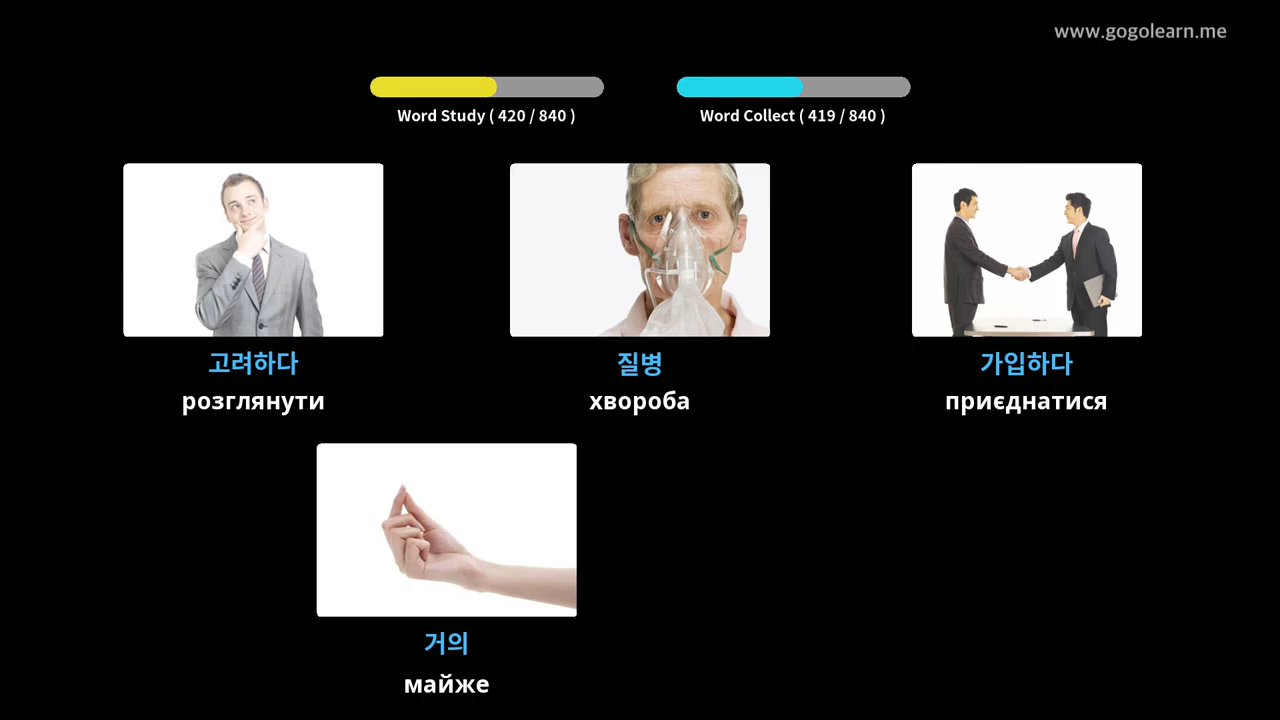 www.gogolearn.me
Word Study ( 420 / 840 )
Word Collect ( 419 / 840 )
고려하다
розглянути
질병
хвороба
가입하다
приєднатися
거의
майже